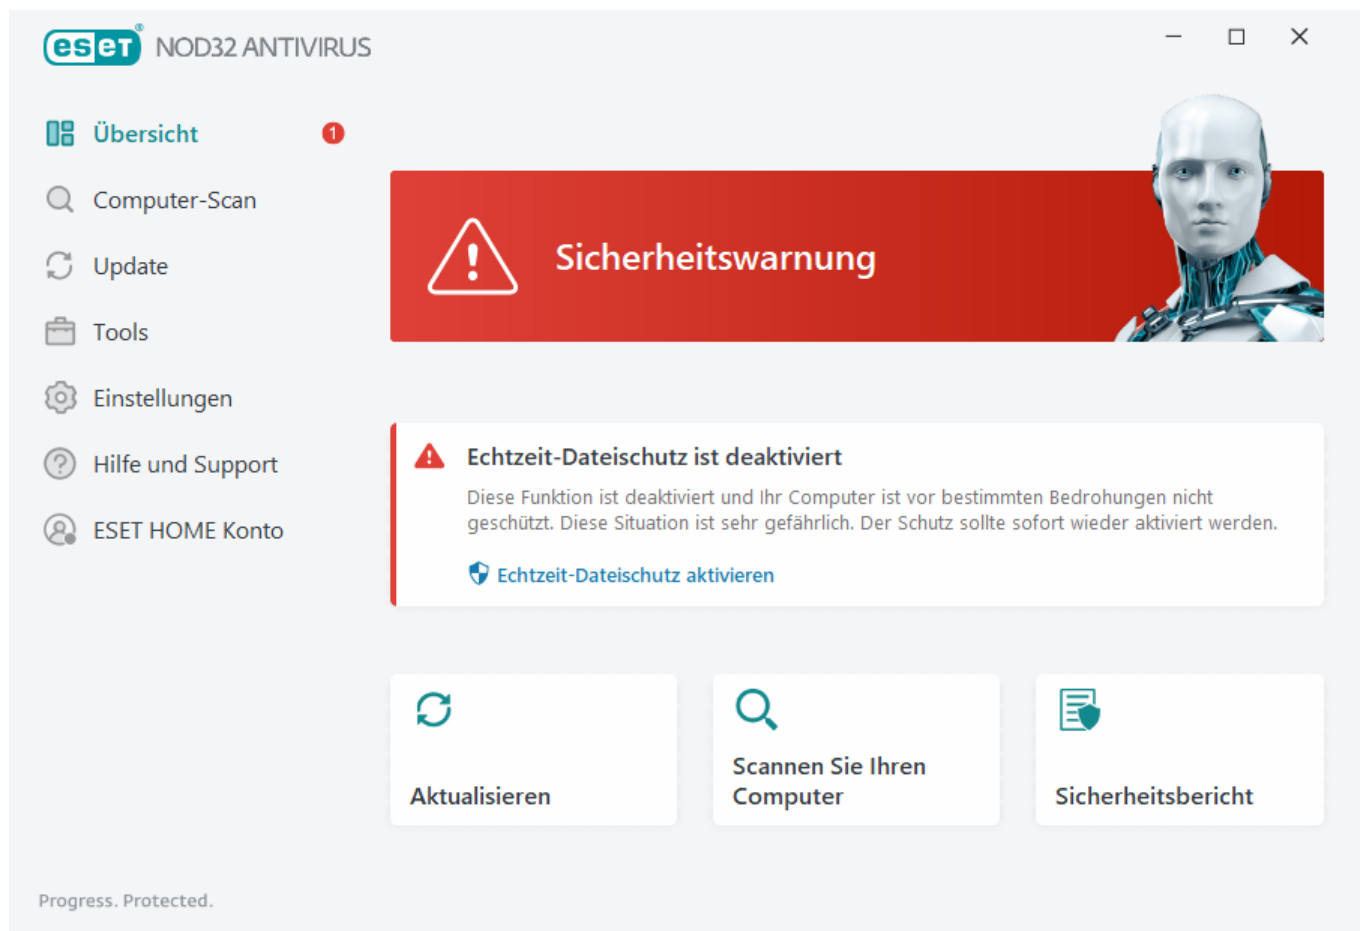 eset® NOD32 ANTIVIRUS
Übersicht
1
Computer-Scan
Update
Tools
Einstellungen
Hilfe und Support
ESET HOME Konto
Sicherheitswarnung
Echtzeit-Dateischutz ist deaktiviert
Diese Funktion ist deaktiviert und Ihr Computer ist vor bestimmten Bedrohungen nicht
geschützt. Diese Situation ist sehr gefährlich. Der Schutz sollte sofort wieder aktiviert werden.
Echtzeit-Dateischutz aktivieren
Aktualisieren
Scannen Sie Ihren
Computer
Sicherheitsbericht
Progress. Protected.